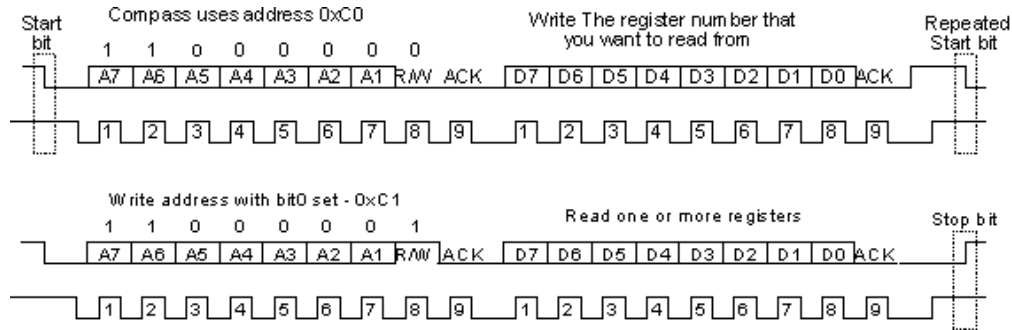 Compass uses address 0xC0
Write The register number that
you want to read from
Start
bit
Repeated
Start bit
1 1 0 0 0 0 0 0
A7 A6 A5 A4 A3 A2 A1 R/W ACK D7 D6 D5 D4 D3 D2 D1 D0 ACK
1 2 3 4 5 6 7 8 9 1 2 3 4 5 6 7 8 9
Write address with bit0 set - 0xC1
Read one or more registers
Stop bit
1 1 0 0 0 0 0 1
A7 A6 A5 A4 A3 A2 A1 R/W ACK D7 D6 D5 D4 D3 D2 D1 D0 ACK
1 2 3 4 5 6 7 8 9 1 2 3 4 5 6 7 8 9